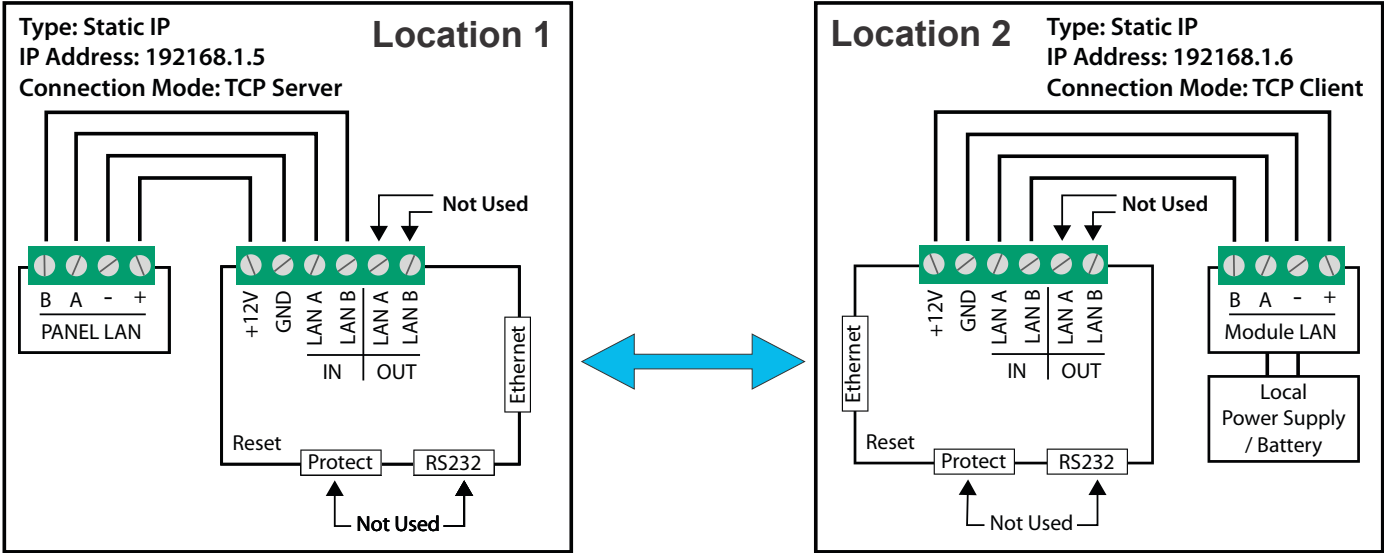 Type: Static IP
IP Address: 192168.1.5
Connection Mode: TCP Server
Location 1
Not Used
B A - +
PANEL LAN
+12V
GND
LAN A
LAN B
LAN A
LAN B
IN
OUT
Ethernet
Reset
Protect
RS232
Not Used
Location 2
Type: Static IP
IP Address: 192168.1.6
Connection Mode: TCP Client
Not Used
+12V
GND
LAN A
LAN B
LAN A
LAN B
IN
OUT
Ethernet
Reset
Protect
RS232
Not Used
B A - +
Module LAN
Local
Power Supply
/ Battery